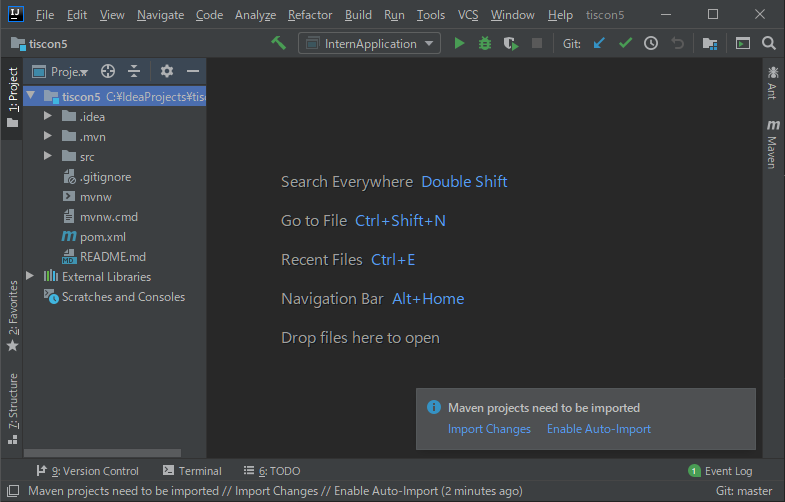 IJ File Edit View Navigate Code Analyze Refactor Build Run Tools VCS Window Help tiscon5
tiscon5 InternApplication Git:
1: Project
Proje
tiscon5 C:¥IdeaProjects¥tisc
.idea
.mvn
src
.gitignore
mvnw
mvnw.cmd
m pom.xml
MD README.md
External Libraries
Scratches and Consoles
2: Favorites
7: Structure
Search Everywhere Double Shift
Go to File Ctrl+Shift+N
Recent Files Ctrl+E
Navigation Bar Alt+Home
Drop files here to open
Ant
m Maven
Maven projects need to be imported
Import Changes Enable Auto-Import
9: Version Control Terminal 6: TODO 1 Event Log
Maven projects need to be imported // Import Changes // Enable Auto-Import (2 minutes ago) Git: master